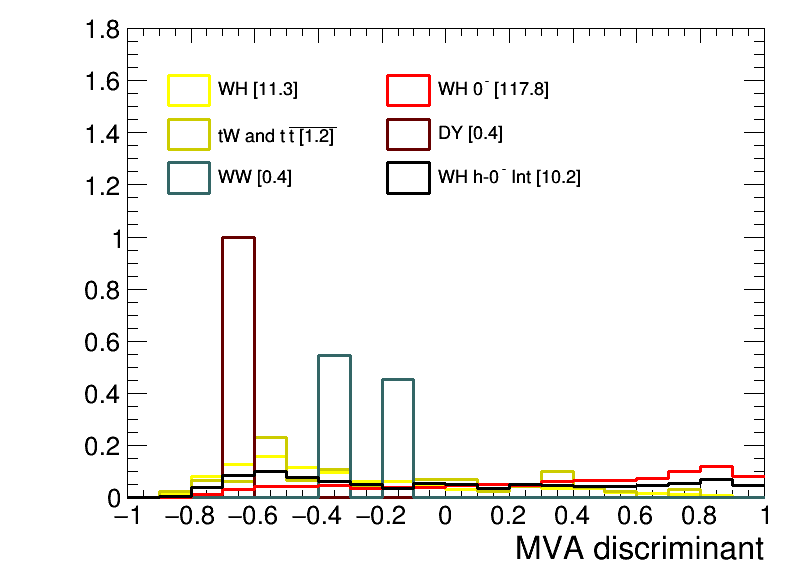 1.8
1.6
WH [11.3]
WH 0⁻ [117.8]
1.4
tW and t t̅ [1.2]
DY [0.4]
1.2
WW [0.4]
WH h-0⁻ Int [10.2]
1
0.8
0.6
0.4
0.2
0
−1 −0.8 −0.6 −0.4 −0.2 0 0.2 0.4 0.6 0.8 1
MVA discriminant